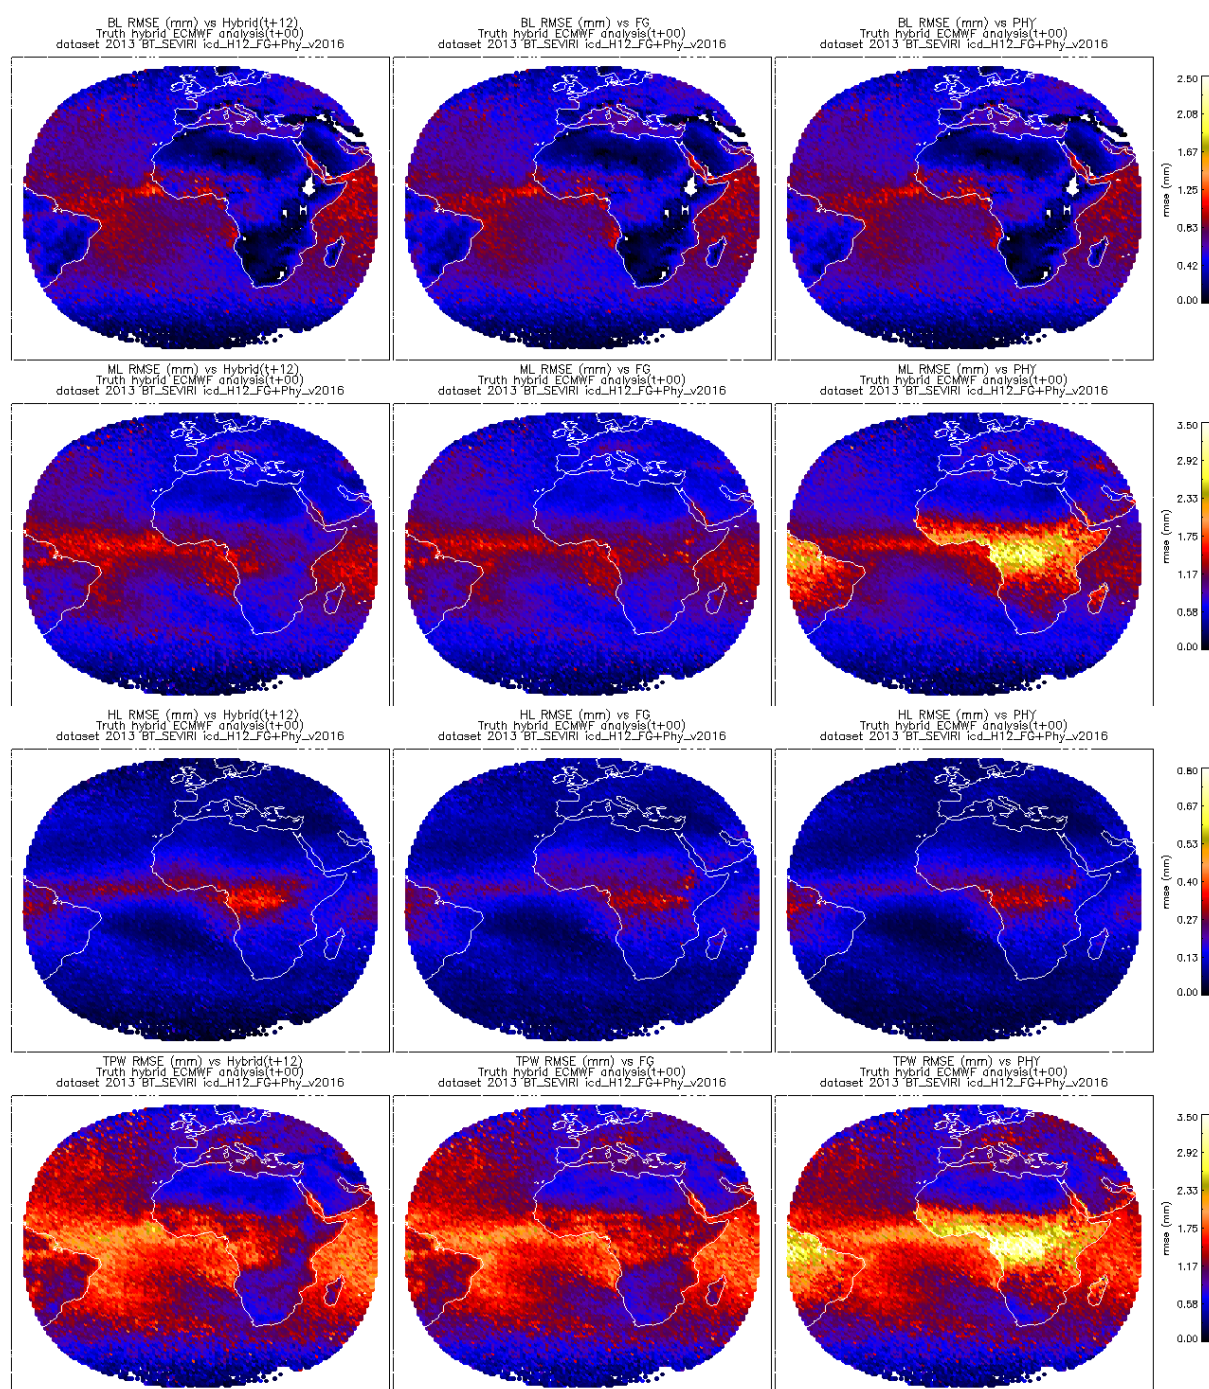 BL RMSE (mm) vs Hybrid(t+12)
Truth hybrid ECMWF analysis(t+00)
dataset 2013 BT_SEVIRI icd_H12_FG+Phy_v2016
BL RMSE (mm) vs FG
Truth hybrid ECMWF analysis(t+00)
dataset 2013 BT_SEVIRI icd_H12_FG+Phy_v2016
BL RMSE (mm) vs PHY
Truth hybrid ECMWF analysis(t+00)
dataset 2013 BT_SEVIRI icd_H12_FG+Phy_v2016
2.50
2.08
1.67
1.25
0.83
0.42
0.00
rmse (mm)
ML RMSE (mm) vs Hybrid(t+12)
Truth hybrid ECMWF analysis(t+00)
dataset 2013 BT_SEVIRI icd_H12_FG+Phy_v2016
ML RMSE (mm) vs FG
Truth hybrid ECMWF analysis(t+00)
dataset 2013 BT_SEVIRI icd_H12_FG+Phy_v2016
ML RMSE (mm) vs PHY
Truth hybrid ECMWF analysis(t+00)
dataset 2013 BT_SEVIRI icd_H12_FG+Phy_v2016
3.50
2.92
2.33
1.75
1.17
0.58
0.00
rmse (mm)
HL RMSE (mm) vs Hybrid(t+12)
Truth hybrid ECMWF analysis(t+00)
dataset 2013 BT_SEVIRI icd_H12_FG+Phy_v2016
HL RMSE (mm) vs FG
Truth hybrid ECMWF analysis(t+00)
dataset 2013 BT_SEVIRI icd_H12_FG+Phy_v2016
HL RMSE (mm) vs PHY
Truth hybrid ECMWF analysis(t+00)
dataset 2013 BT_SEVIRI icd_H12_FG+Phy_v2016
0.80
0.67
0.53
0.40
0.27
0.13
0.00
rmse (mm)
TPW RMSE (mm) vs Hybrid(t+12)
Truth hybrid ECMWF analysis(t+00)
dataset 2013 BT_SEVIRI icd_H12_FG+Phy_v2016
TPW RMSE (mm) vs FG
Truth hybrid ECMWF analysis(t+00)
dataset 2013 BT_SEVIRI icd_H12_FG+Phy_v2016
TPW RMSE (mm) vs PHY
Truth hybrid ECMWF analysis(t+00)
dataset 2013 BT_SEVIRI icd_H12_FG+Phy_v2016
3.50
2.92
2.33
1.75
1.17
0.58
0.00
rmse (mm)